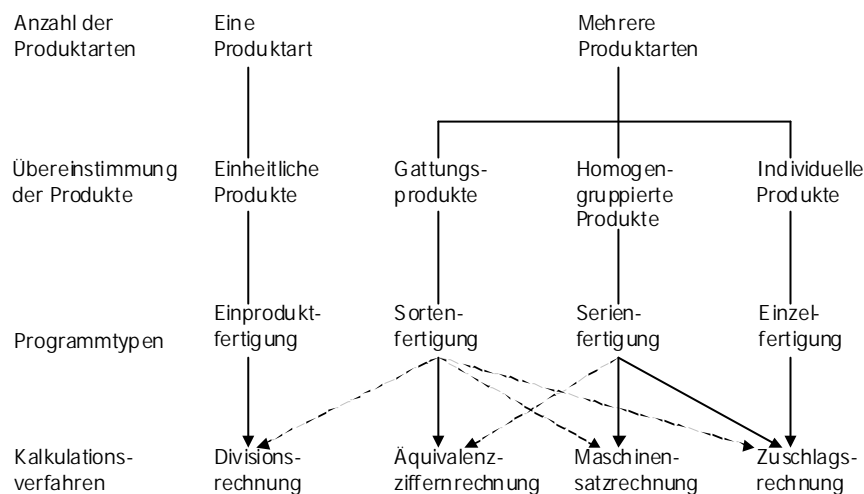 Anzahl der
Produktarten
Eine
Produktart
Mehrere
Produktarten
Übereinstimmung
der Produkte
Einheitliche
Produkte
Gattungs-
produkte
Homogen-
gruppierte
Produkte
Individuelle
Produkte
Programmtypen
Einprodukt-
fertigung
Sorten-
fertigung
Serien-
fertigung
Einzel-
fertigung
Kalkulations-
verfahren
Divisions-
rechnung
Äquivalenz-
ziffernrechnung
Maschinen-
satzrechnung
Zuschlags-
rechnung